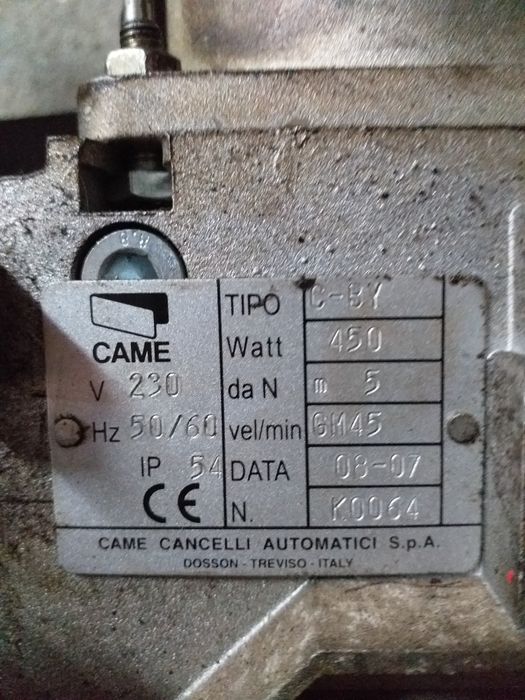 TIPO C-BY
CAME
Watt 450
V 230
da N m 5
Hz 50/60
vel/min GM45
IP 54
DATA 08-07
CE
N. K0064
CAME CANCELLI AUTOMATICI S.p.A.
DOSSON - TREVISO - ITALY